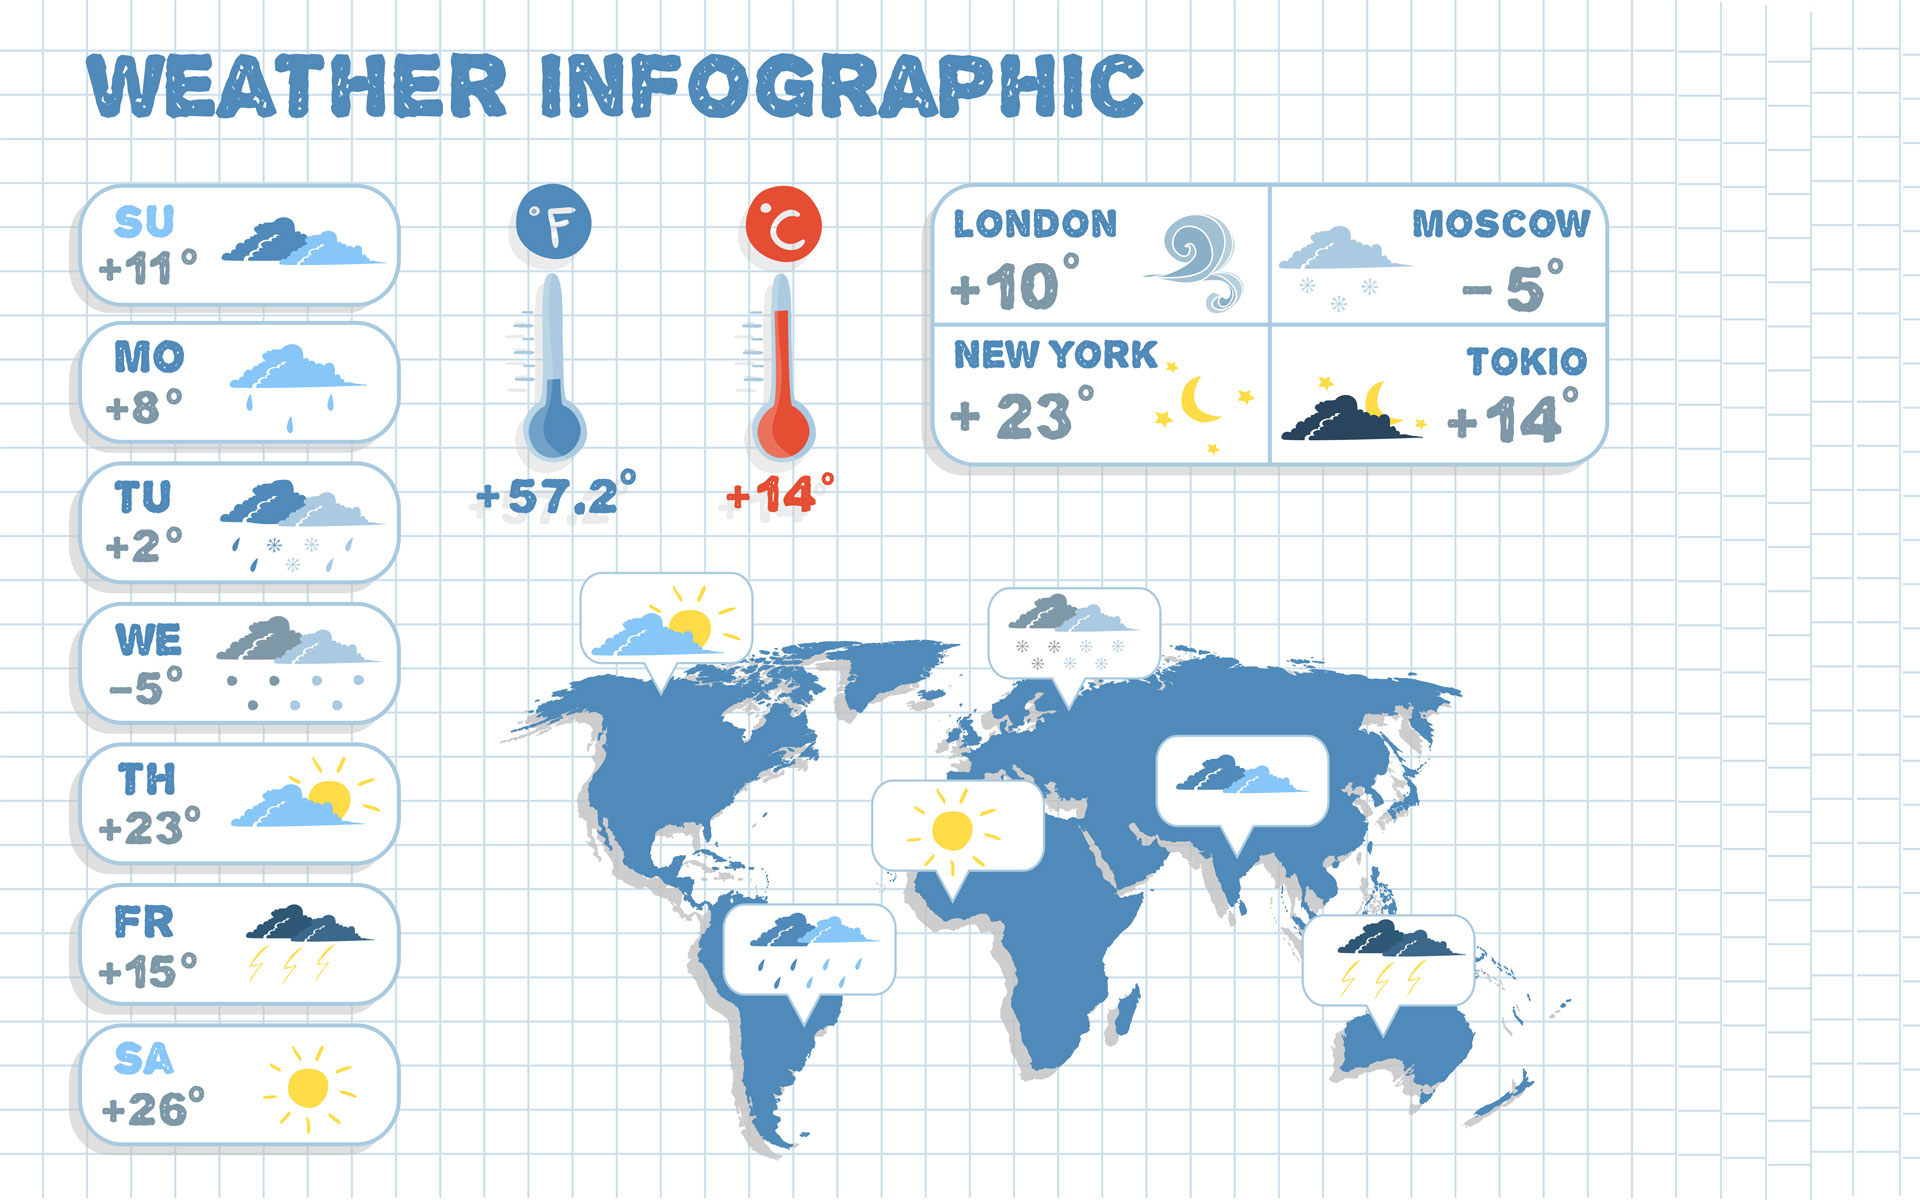 WEATHER INFOGRAPHIC
SU
+11°
MO
+8°
TU
+2°
WE
-5°
TH
+23°
FR
+15°
SA
+26°
°F
+57.2°
°C
+14°
LONDON
+10°
MOSCOW
- 5°
NEW YORK
+ 23°
TOKIO
+14°